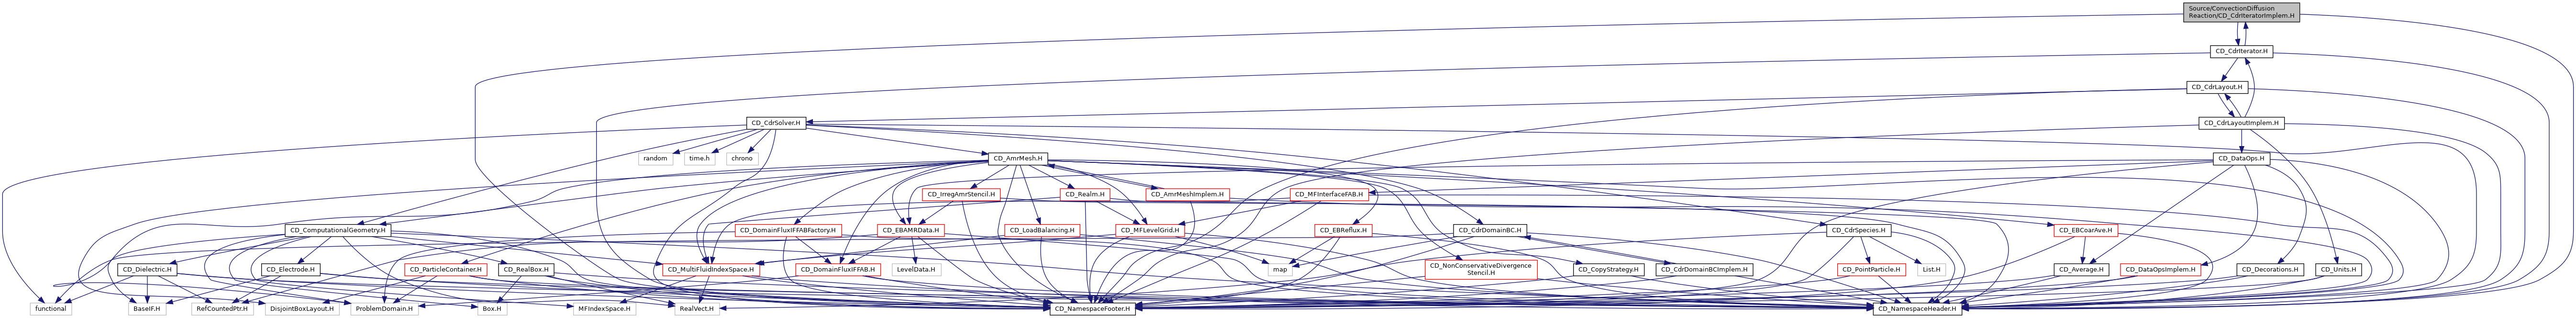 Source/ConvectionDiffusion
Reaction/CD_CdrIteratorImplem.H
CD_CdrIterator.H
CD_CdrLayout.H
CD_CdrSolver.H
CD_CdrLayoutImplem.H
random
time.h
chrono
CD_AmrMesh.H
CD_DataOps.H
CD_IrregAmrStencil.H
CD_Realm.H
CD_AmrMeshImplem.H
CD_MFInterfaceFAB.H
CD_ComputationalGeometry.H
CD_DomainFluxIFFABFactory.H
CD_EBAMRData.H
CD_LoadBalancing.H
CD_MFLevelGrid.H
CD_EBReflux.H
CD_CdrDomainBC.H
CD_CdrSpecies.H
CD_EBCoarAve.H
CD_Dielectric.H
CD_Electrode.H
CD_ParticleContainer.H
CD_RealBox.H
CD_MultiFluidIndexSpace.H
CD_DomainFluxIFFAB.H
LevelData.H
map
CD_NonConservativeDivergence
Stencil.H
CD_CopyStrategy.H
CD_CdrDomainBCImplem.H
CD_PointParticle.H
List.H
CD_Average.H
CD_DataOpsImplem.H
CD_Decorations.H
CD_Units.H
functional
BaseIF.H
RefCountedPtr.H
DisjointBoxLayout.H
ProblemDomain.H
Box.H
MFIndexSpace.H
RealVect.H
CD_NamespaceFooter.H
CD_NamespaceHeader.H